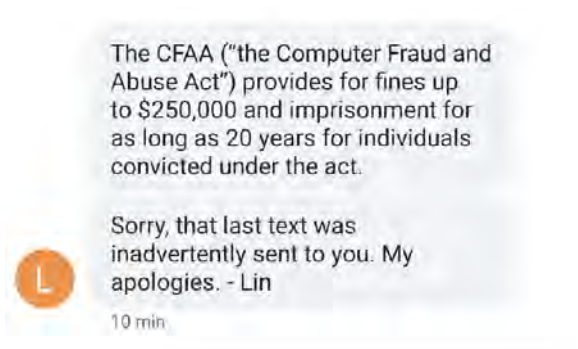 The CFAA ("the Computer Fraud and
Abuse Act") provides for fines up
to $250,000 and imprisonment for
as long as 20 years for individuals
convicted under the act.
Sorry, that last text was
inadvertently sent to you. My
apologies. - Lin
L
10 min